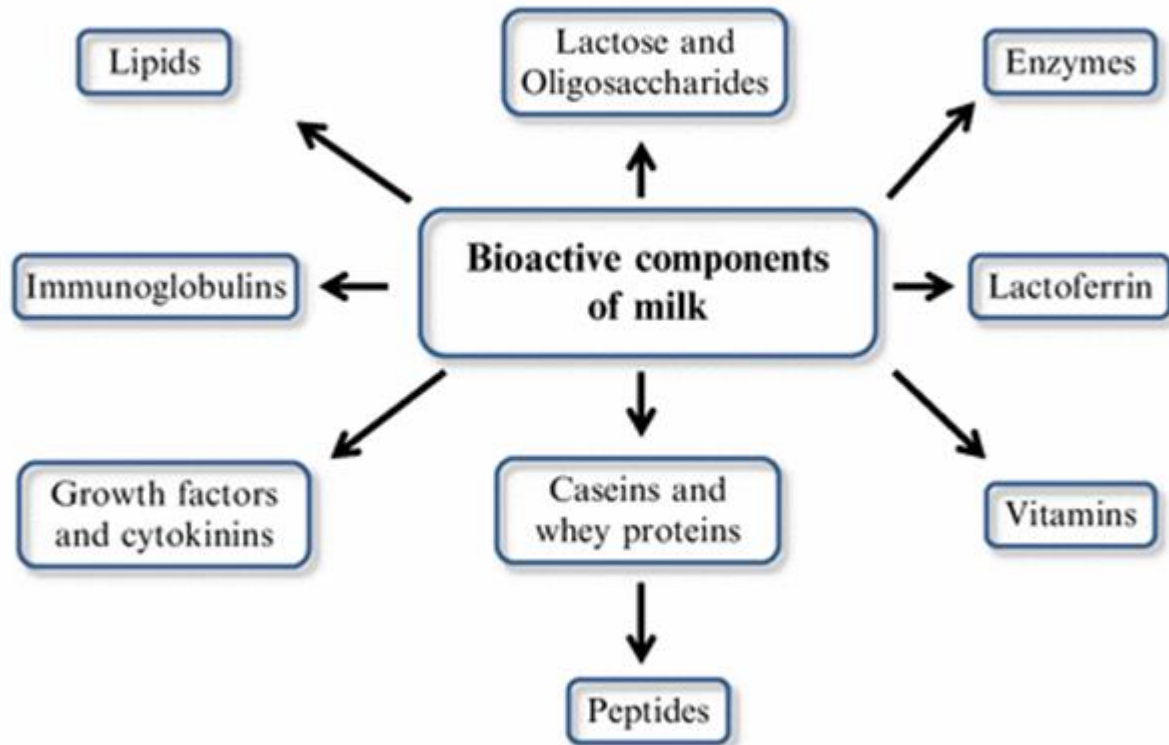 Lipids
Lactose and
Oligosaccharides
Enzymes
Bioactive components
of milk
Immunoglobulins
Lactoferrin
Growth factors
and cytokinins
Caseins and
whey proteins
Vitamins
Peptides